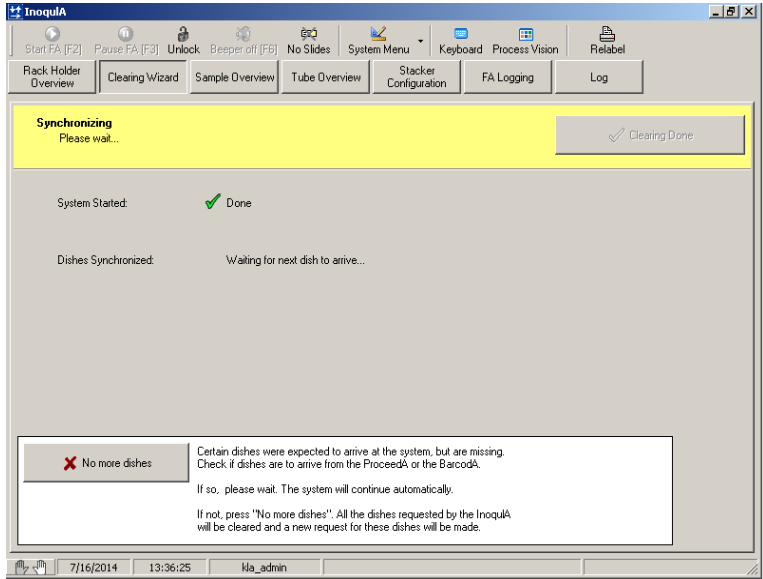 InoqulA
Start FA [F2] Pause FA [F3] Unlock Beeper off [F6] No Slides System Menu Keyboard Process Vision Relabel
Rack Holder Overview Clearing Wizard Sample Overview Tube Overview Stacker Configuration FA Logging Log
Synchronizing
Please wait...
Clearing Done
System Started: Done
Dishes Synchronized: Waiting for next dish to arrive...
No more dishes
Certain dishes were expected to arrive at the system, but are missing.
Check if dishes are to arrive from the ProceedA or the BarcodA.
If so, please wait. The system will continue automatically.
If not, press "No more dishes". All the dishes requested by the InoqulA
will be cleared and a new request for these dishes will be made.
7/16/2014 13:36:25 kla_admin